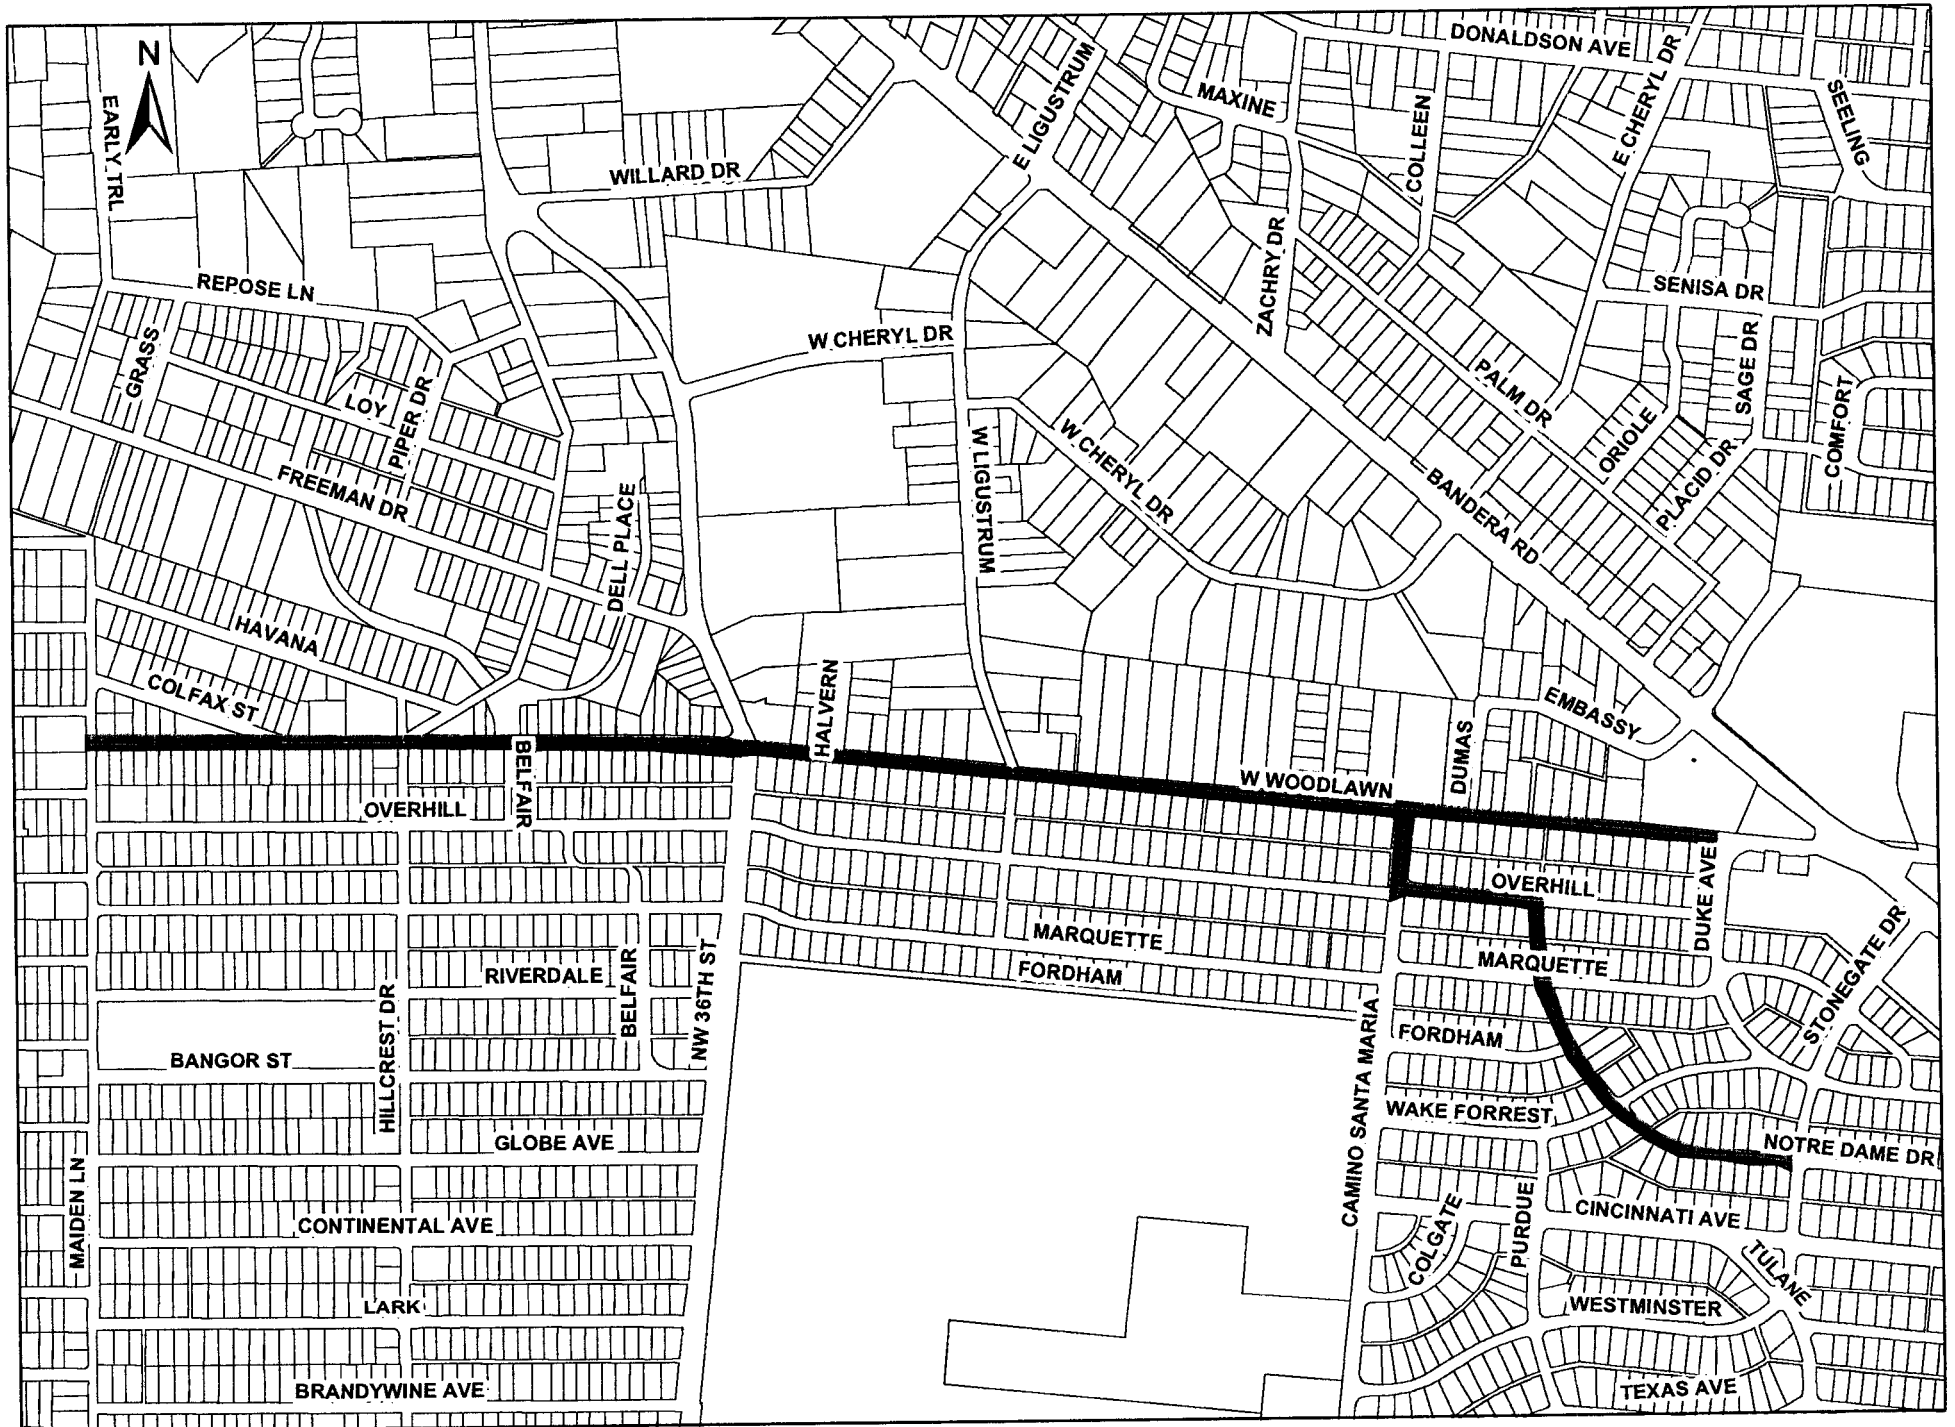 N
DONALDSON AVE
EARLY TRL
E LIGUSTRUM
MAXINE
COLLEEN
E CHERYL DR
SEELING
WILLARD DR
ZACHRY DR
REPOSE LN
SENISA DR
GRASS
W CHERYL DR
SAGE DR
LOY
PIPER DR
PALM DR
COMFORT
ORIOLE
W CHERYL DR
W LIGUSTRUM
PLACID DR
FREEMAN DR
BANDERA RD
DELL PLACE
HAVANA
COLFAX ST
HALVERN
EMBASSY
DUMAS
BELFAIR
W WOODLAWN
OVERHILL
OVERHILL
DUKE AVE
MARQUETTE
MARQUETTE
STONEGATE DR
FORDHAM
RIVERDALE
BELFAIR
NW 36TH ST
HILLCREST DR
FORDHAM
BANGOR ST
CAMINO SANTA MARIA
WAKE FORREST
GLOBE AVE
NOTRE DAME DR
MAIDEN LN
COLGATE
PURDUE
CINCINNATI AVE
CONTINENTAL AVE
TULANE
LARK
WESTMINSTER
BRANDYWINE AVE
TEXAS AVE